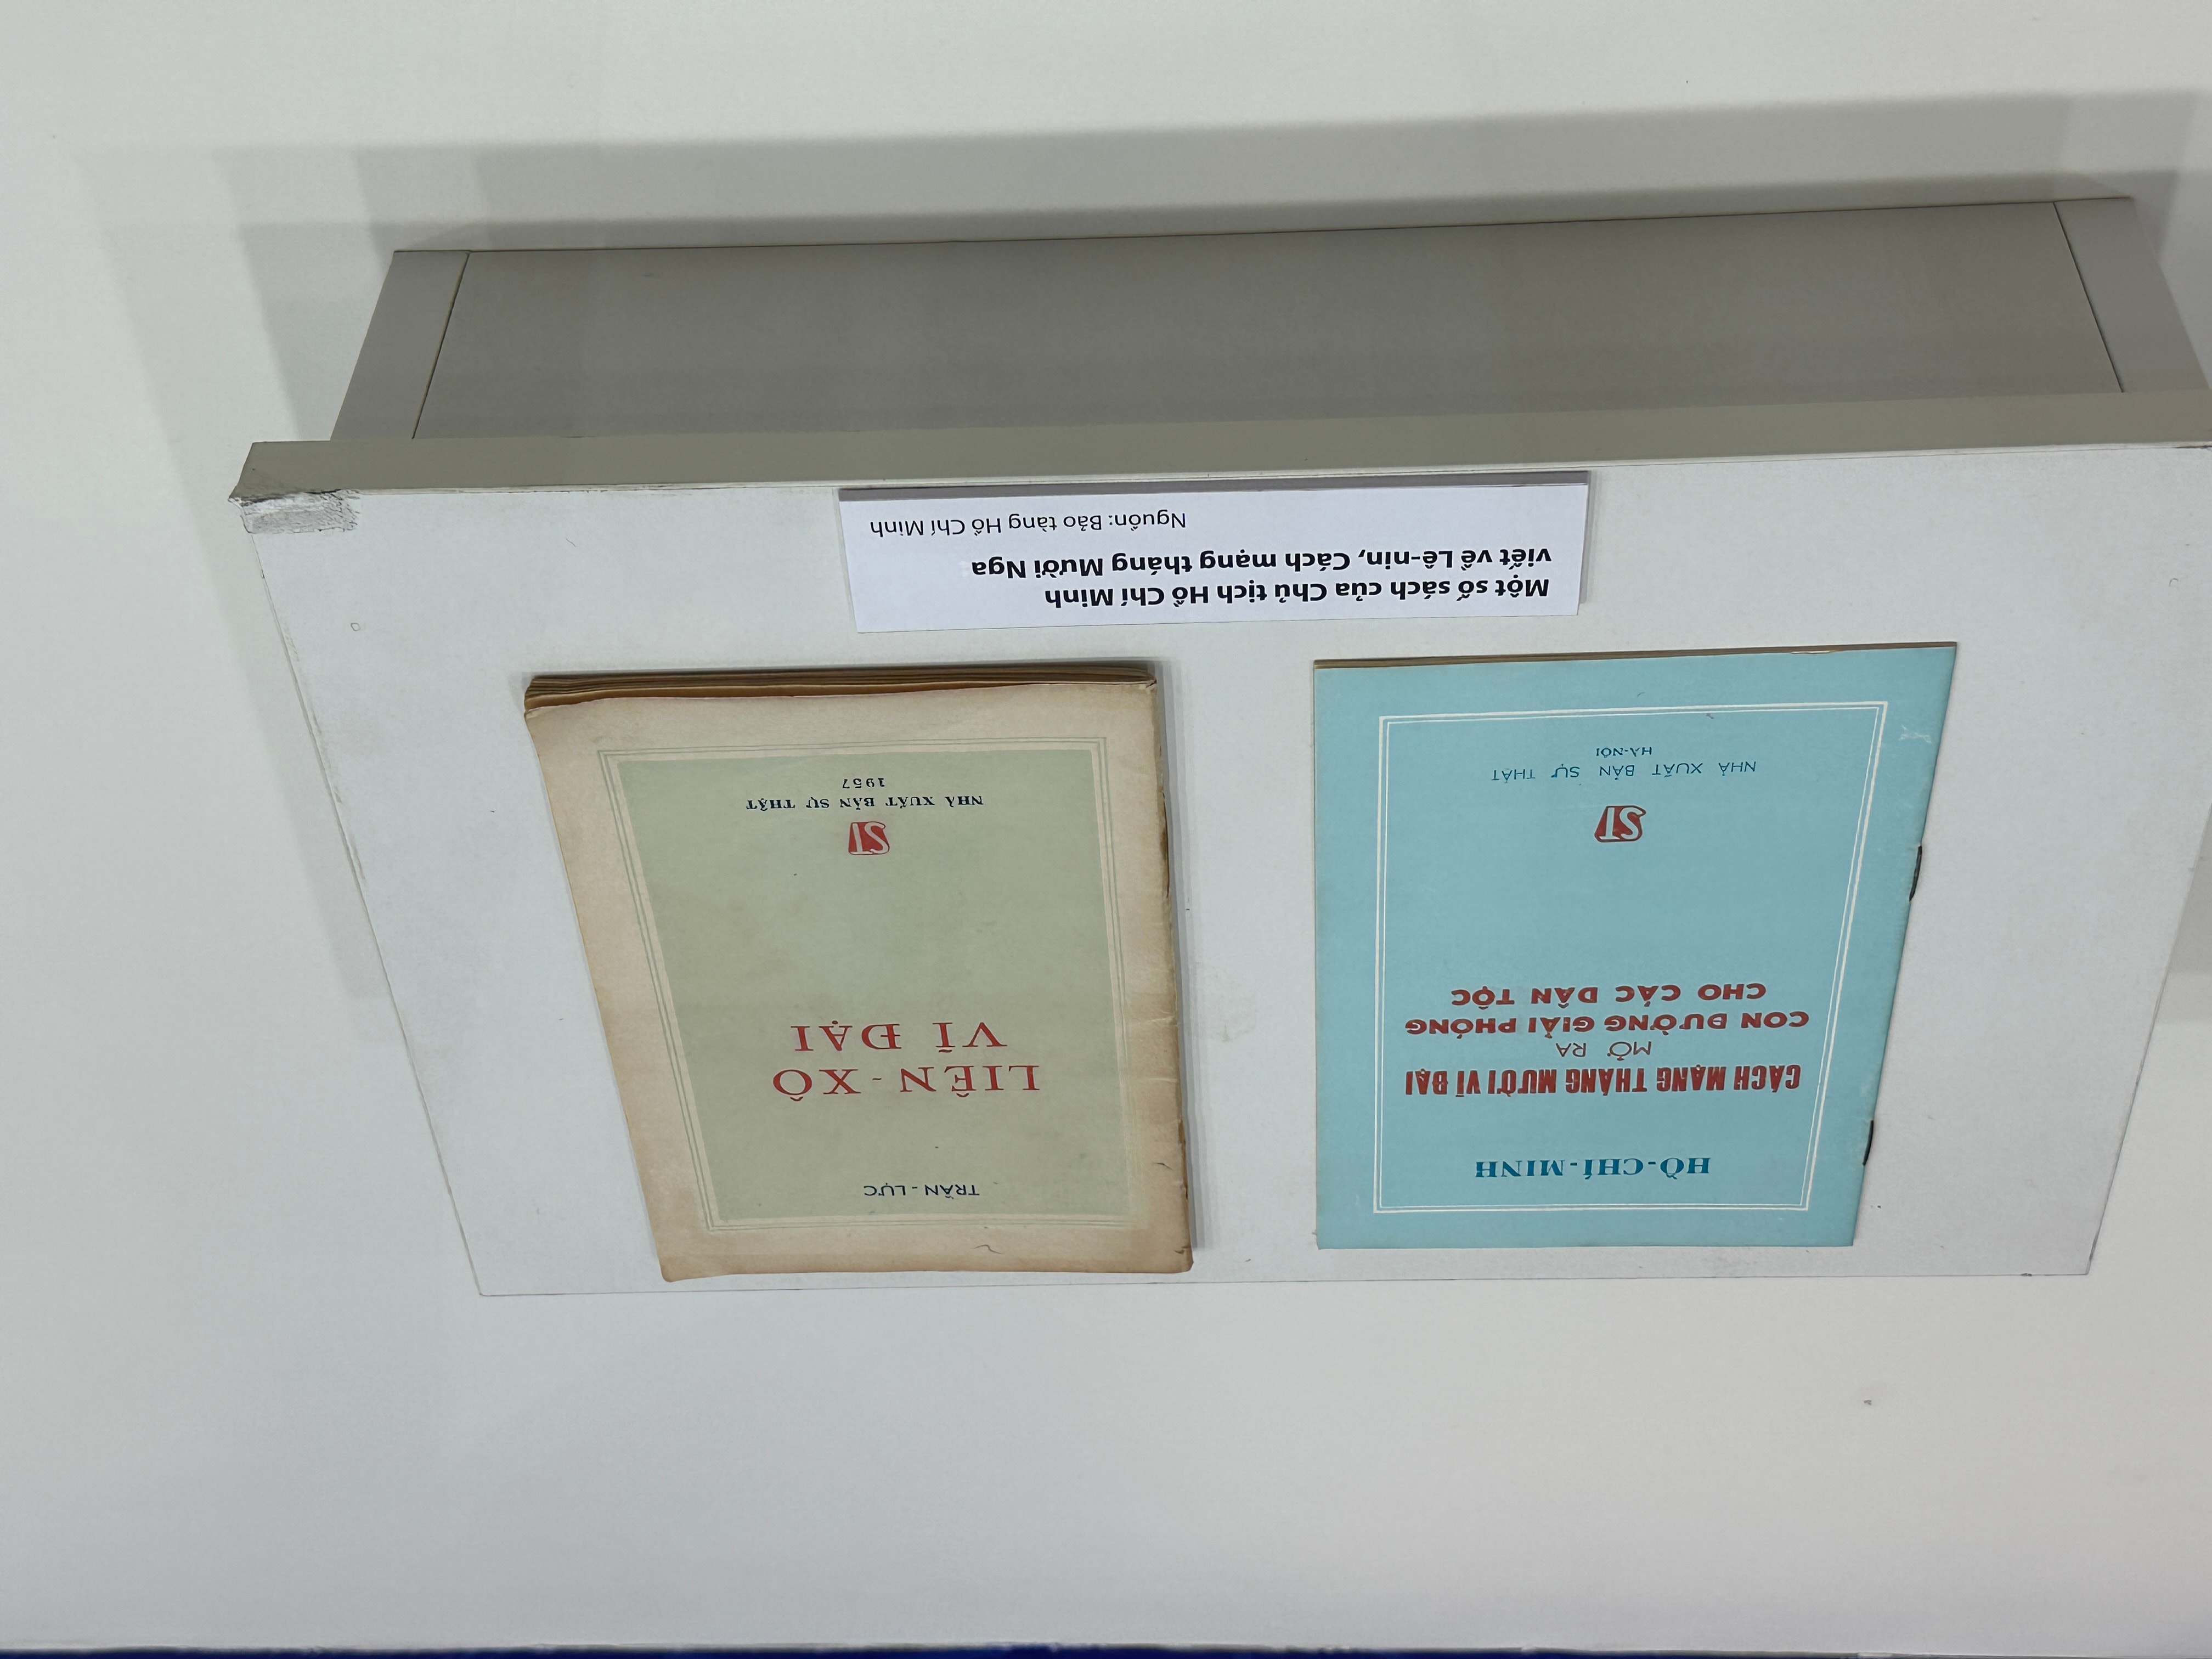 HỒ-CHÍ-MINH
CÁCH MẠNG THÁNG MƯỜI VĨ ĐẠI
MỞ RA
CON ĐƯỜNG GIẢI PHÓNG
CHO CÁC DÂN TỘC
ST
NHÀ XUẤT BẢN SỰ THẬT
HÀ-NỘI
TRẦN-LỰC
LIÊN-XÔ
VĨ ĐẠI
ST
NHÀ XUẤT BẢN SỰ THẬT
1957
Một số sách của Chủ tịch Hồ Chí Minh
viết về Lê-nin, Cách mạng tháng Mười Nga
Nguồn: Bảo tàng Hồ Chí Minh